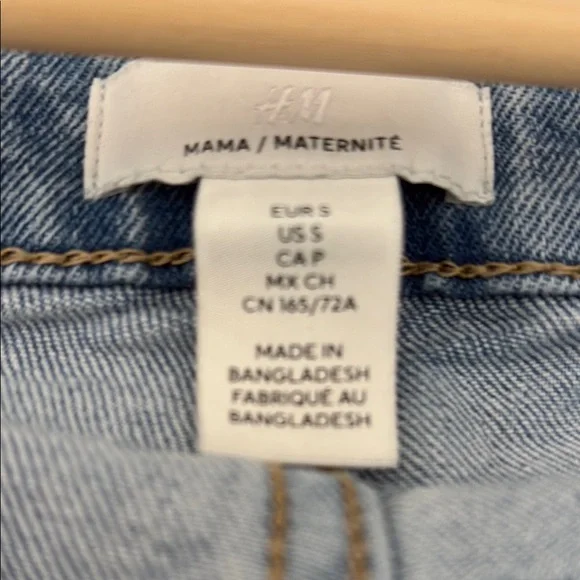 H&M
MAMA / MATERNITÉ
EUR S
US S
CA P
MX CH
CN 165/72A
MADE IN
BANGLADESH
FABRIQUÉ AU
BANGLADESH